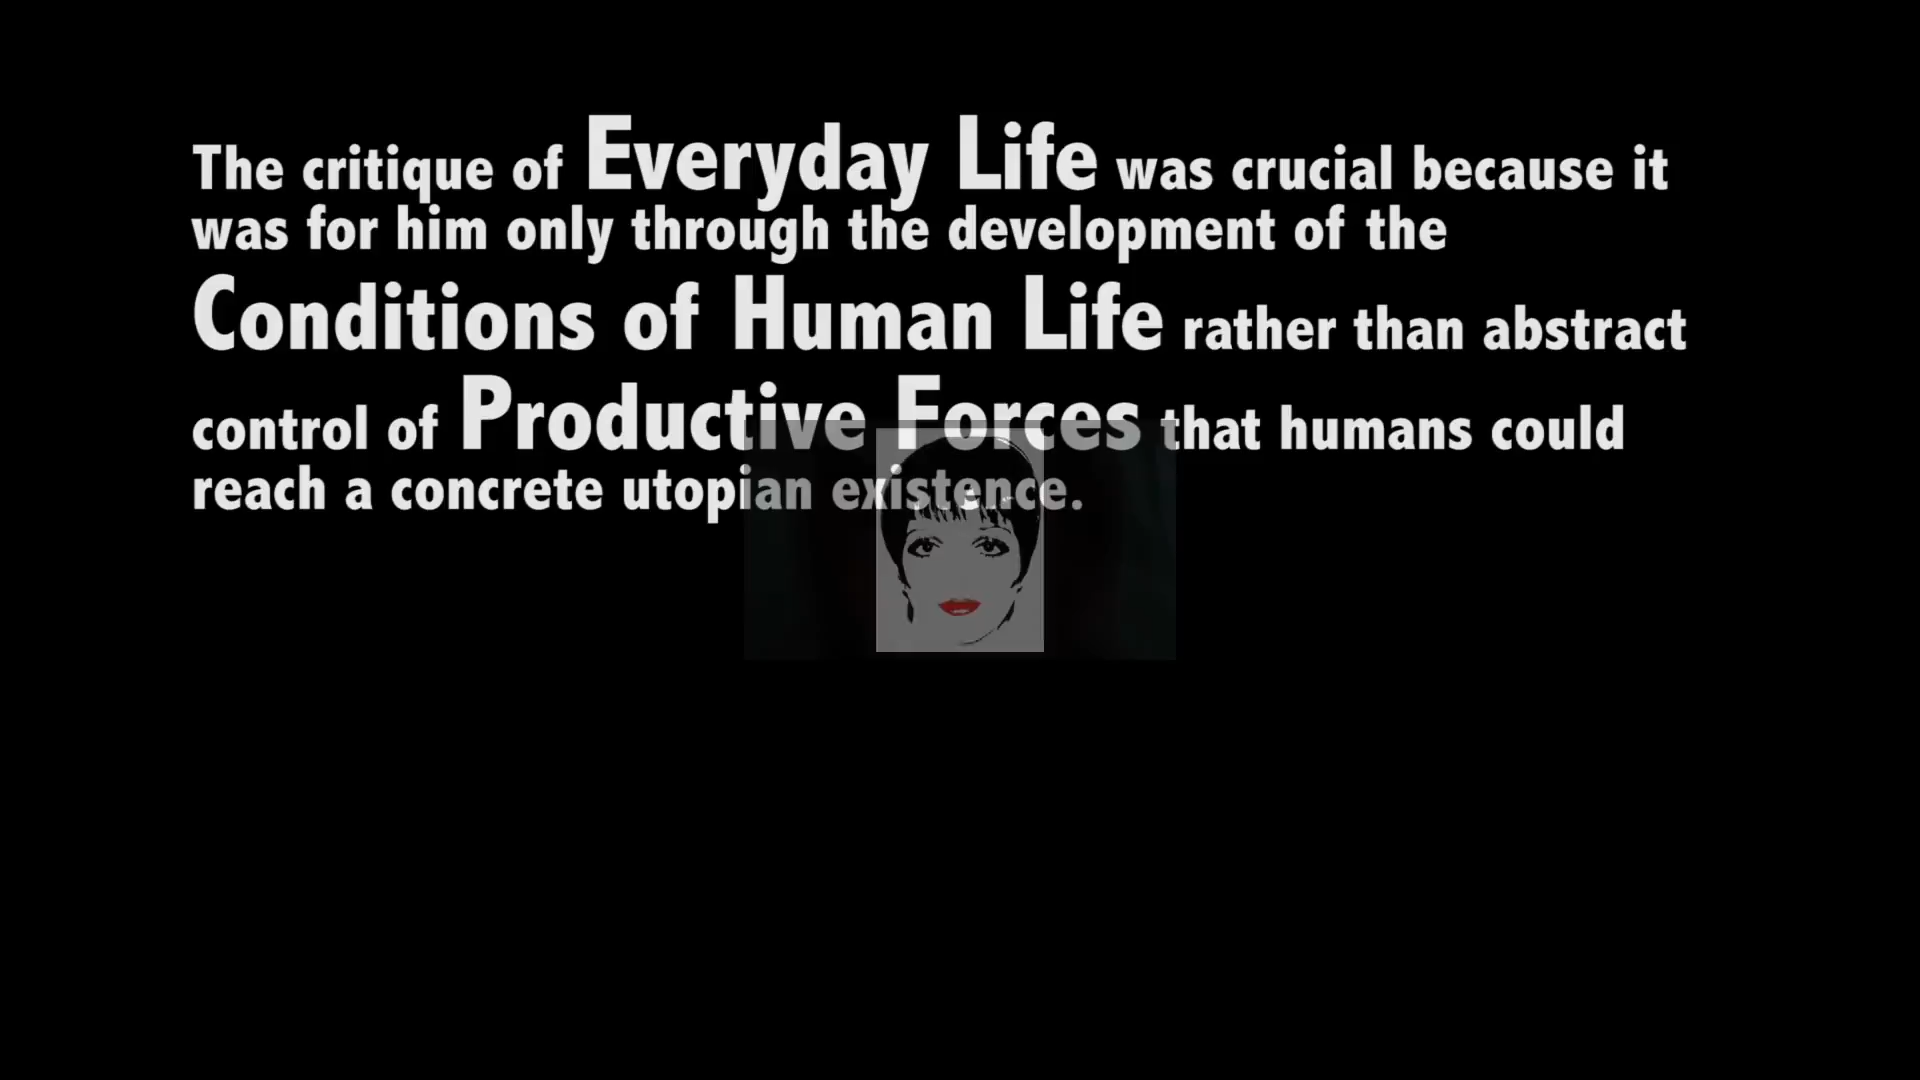 The critique of Everyday Life was crucial because it
was for him only through the development of the
Conditions of Human Life rather than abstract
control of Productive Forces that humans could
reach a concrete utopian existence.